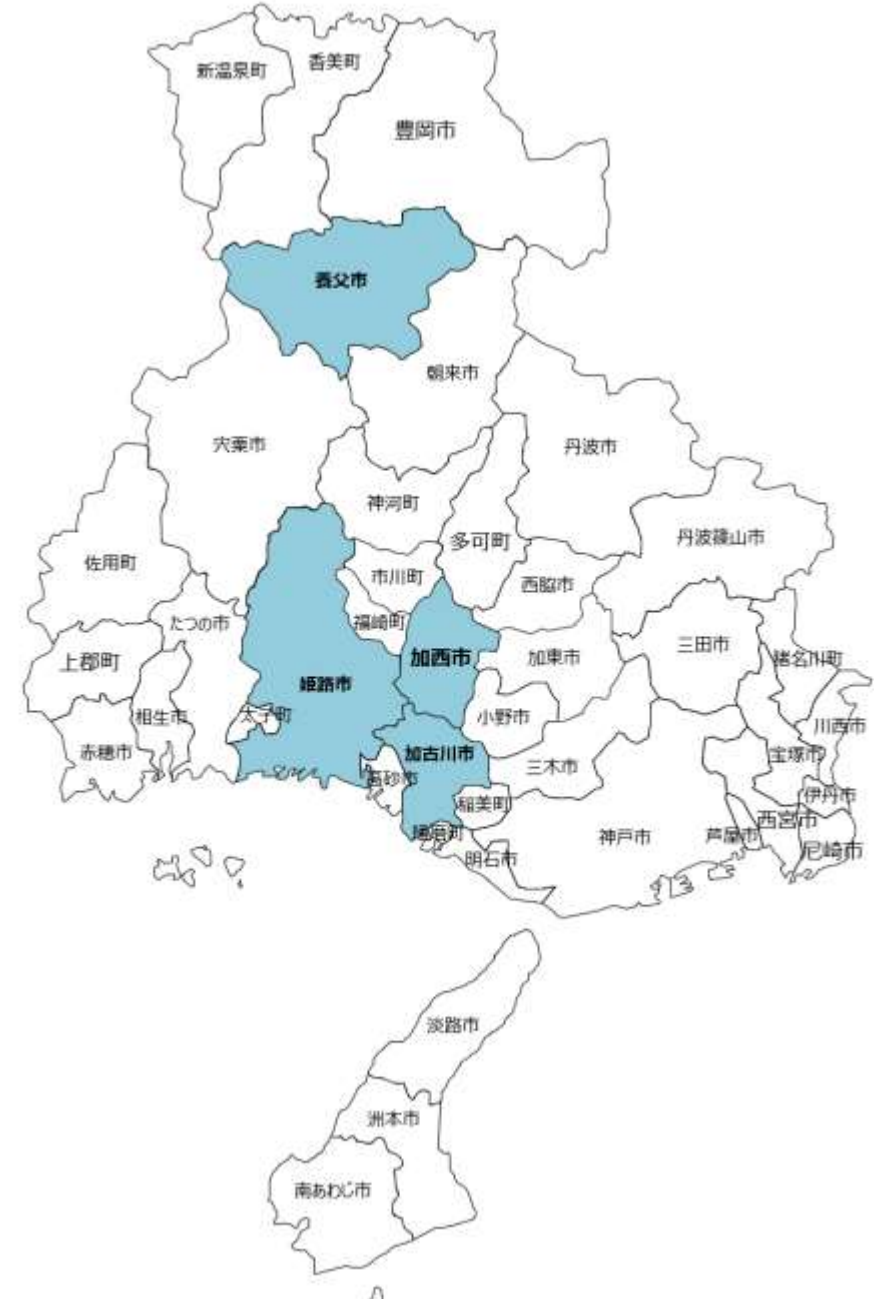 新温泉町
香美町
豊岡市
養父市
朝来市
宍粟市
丹波市
神河町
多可町
丹波篠山市
佐用町
市川町
西脇市
福崎町
たつの市
加西市
加東市
三田市
上郡町
猪名川町
姫路市
相生市
太子町
小野市
川西市
赤穂市
加古川市
三木市
宝塚市
高砂市
稲美町
伊丹市
播磨町
神戸市
芦屋市
西宮市
尼崎市
明石市
淡路市
洲本市
南あわじ市